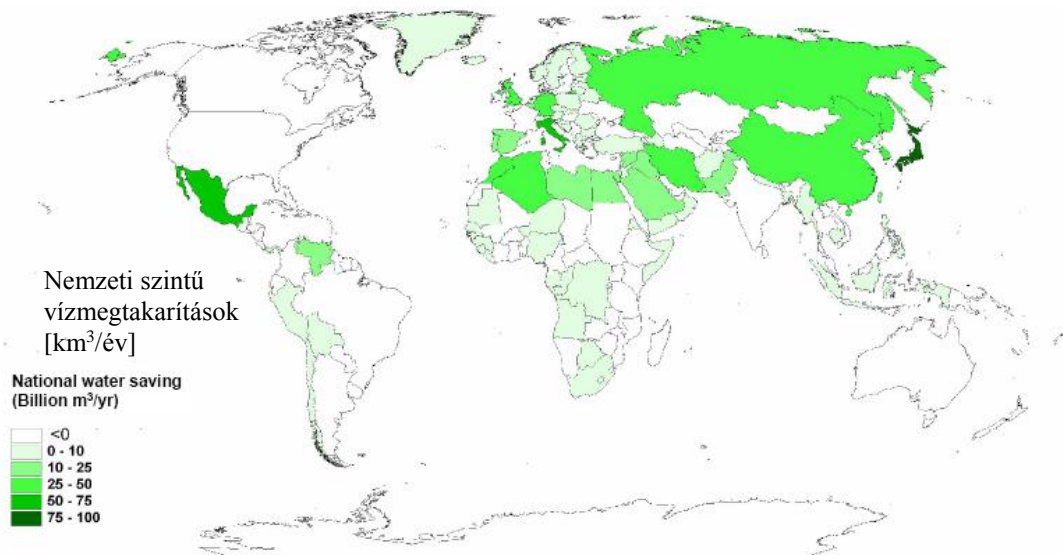 Nemzeti szintű
vízmegtakarítások
[km³/év]
National water saving
(Billion m³/yr)
<0
0 - 10
10 - 25
25 - 50
50 - 75
75 - 100